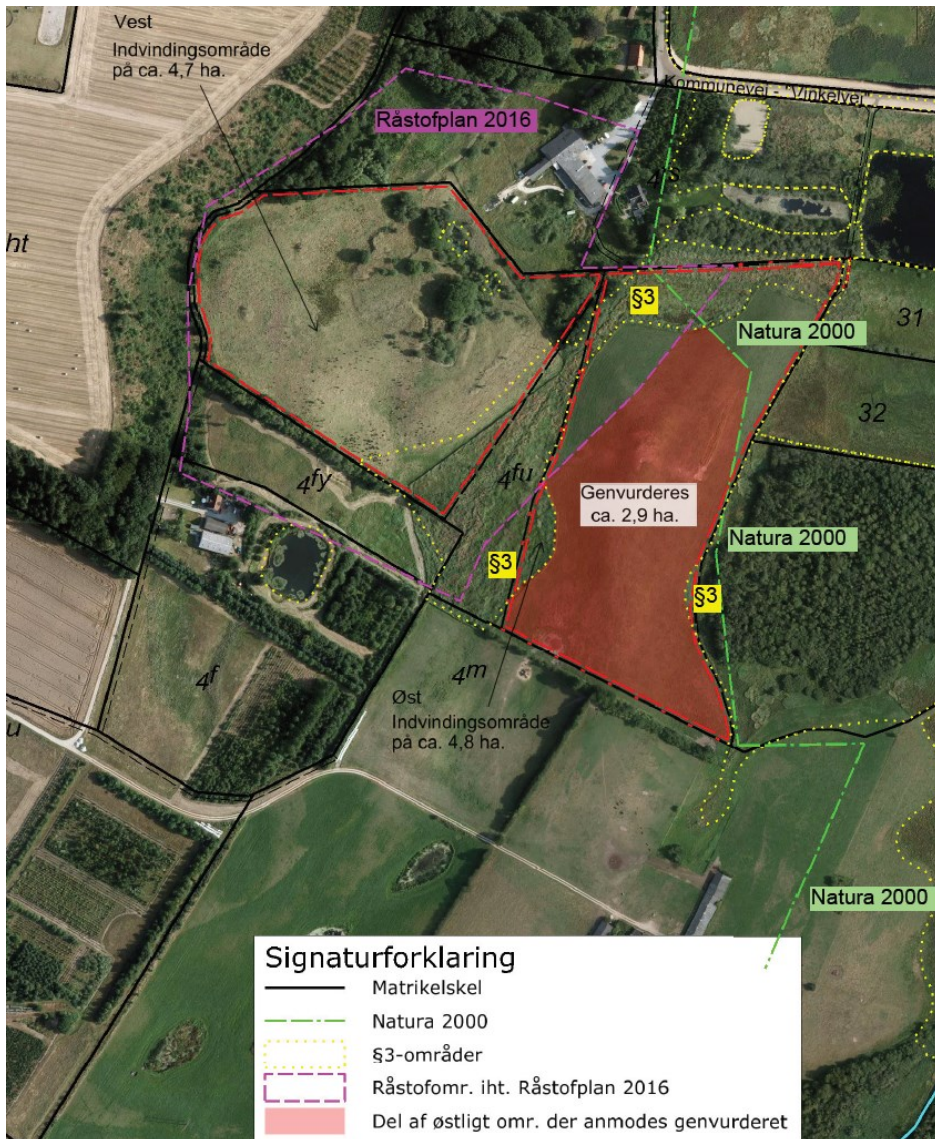 Vest
Indvindingsområde
på ca. 4,7 ha.
Kommunevej - "Vinkelvej"
Råstofplan 2016
ht
§3
Natura 2000
31
32
4fy
4fu
Genvurderes
ca. 2,9 ha.
Natura 2000
§3
§3
4f
4m
Øst
Indvindingsområde
på ca. 4,8 ha.
u
Natura 2000
Signaturforklaring
Matrikelskel
Natura 2000
§3-områder
Råstofomr. iht. Råstofplan 2016
Del af østligt omr. der anmodes genvurderet